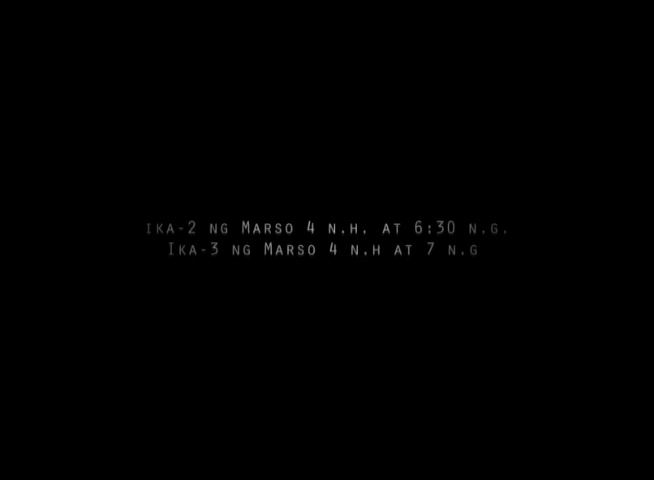 Ika-2 ng Marso 4 n.h. at 6:30 n.g.
Ika-3 ng Marso 4 n.h at 7 n.g